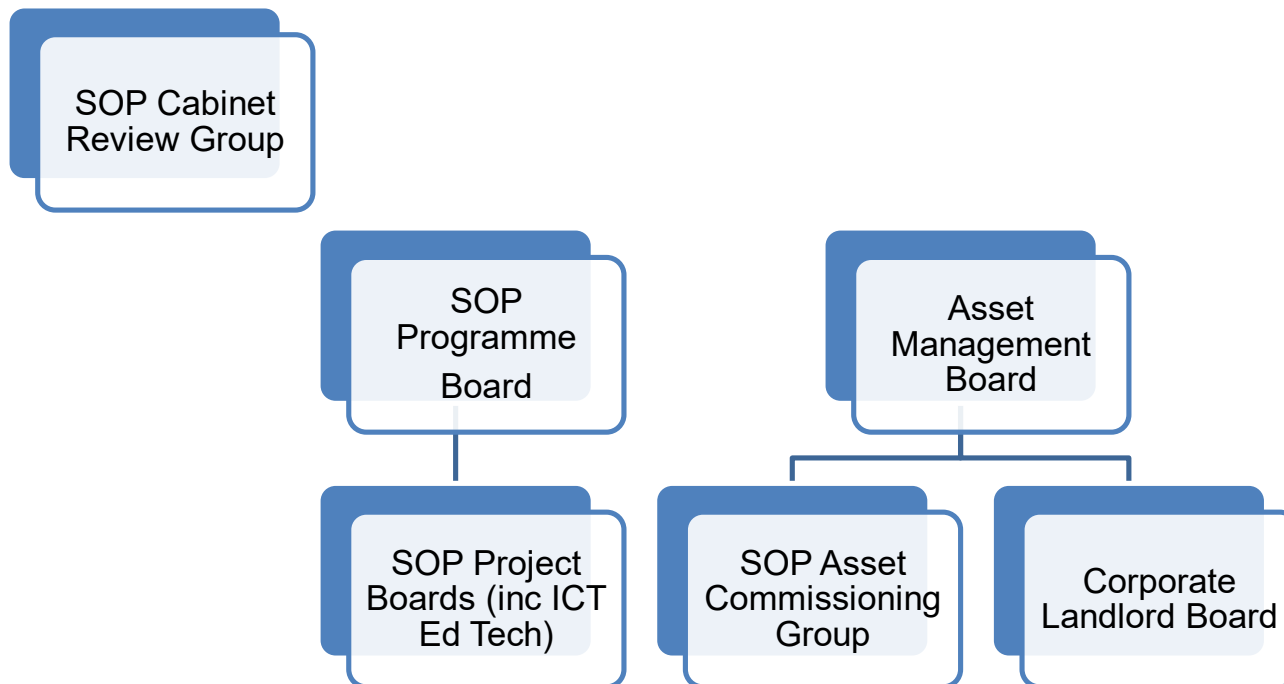 SOP Cabinet
Review Group
SOP
Programme
Board
Asset
Management
Board
SOP Project
Boards (inc ICT
Ed Tech)
SOP Asset
Commissioning
Group
Corporate
Landlord Board